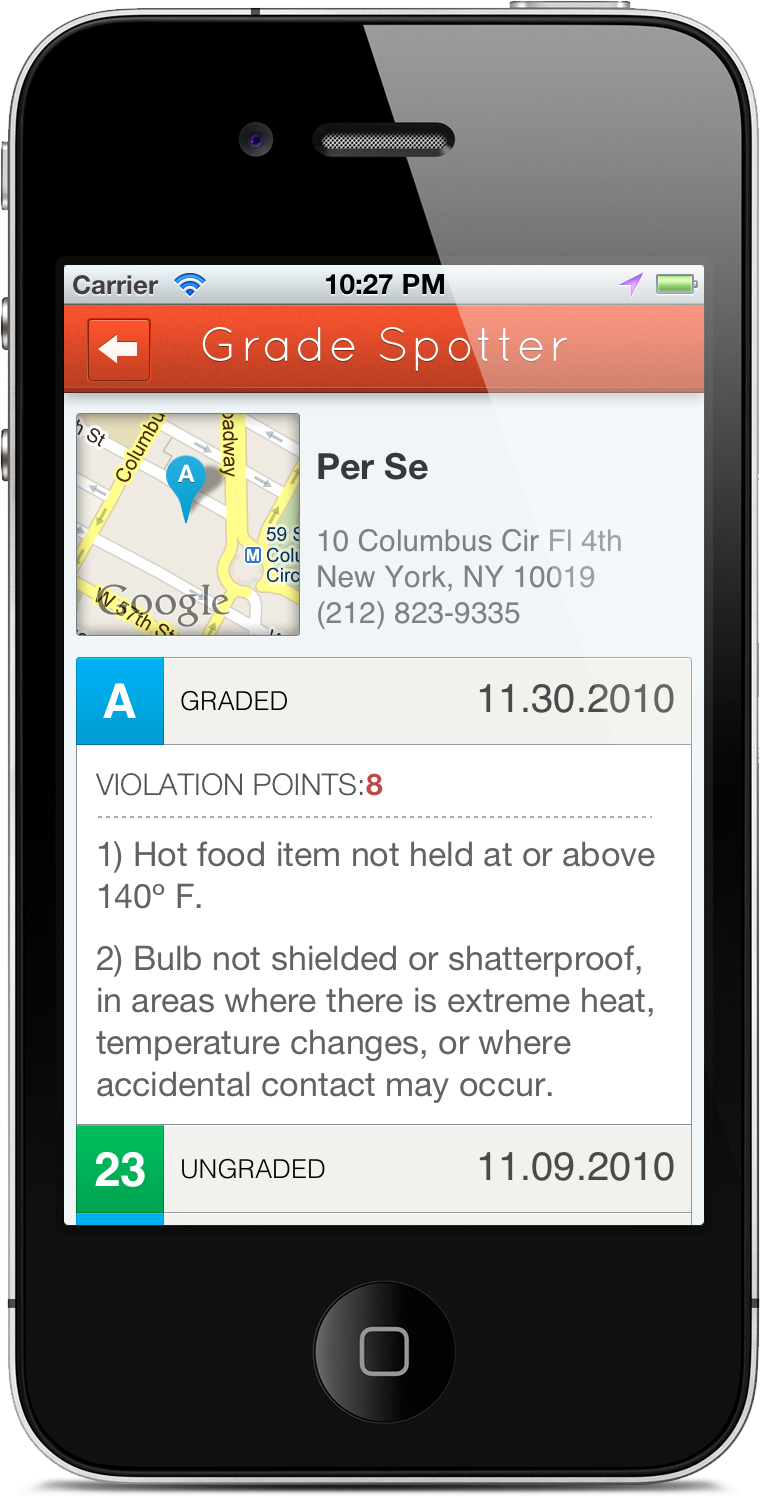 Carrier 10:27 PM
Grade Spotter
h St
Columbu
oadway
A
59 S
M Colu
Circ
W 57th St
Google
Per Se
10 Columbus Cir Fl 4th
New York, NY 10019
(212) 823-9335
A GRADED 11.30.2010
VIOLATION POINTS:8
1) Hot food item not held at or above
140º F.
2) Bulb not shielded or shatterproof,
in areas where there is extreme heat,
temperature changes, or where
accidental contact may occur.
23 UNGRADED 11.09.2010